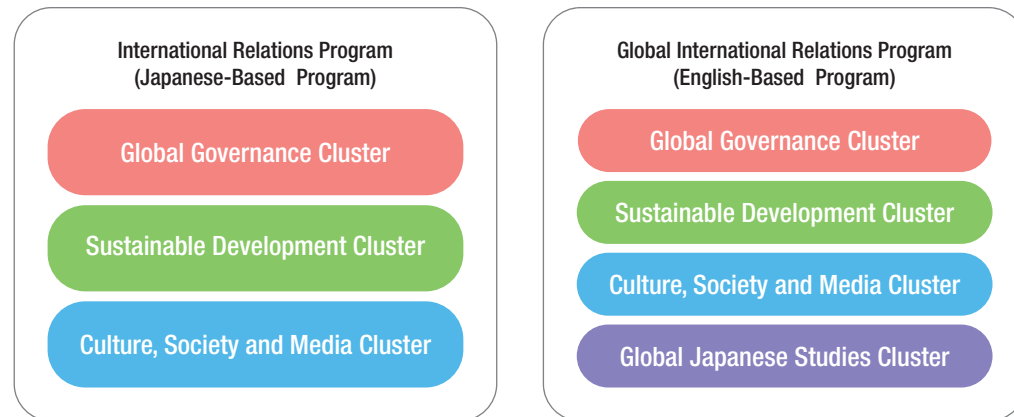 International Relations Program
(Japanese-Based Program)
Global Governance Cluster
Sustainable Development Cluster
Culture, Society and Media Cluster
Global International Relations Program
(English-Based Program)
Global Governance Cluster
Sustainable Development Cluster
Culture, Society and Media Cluster
Global Japanese Studies Cluster